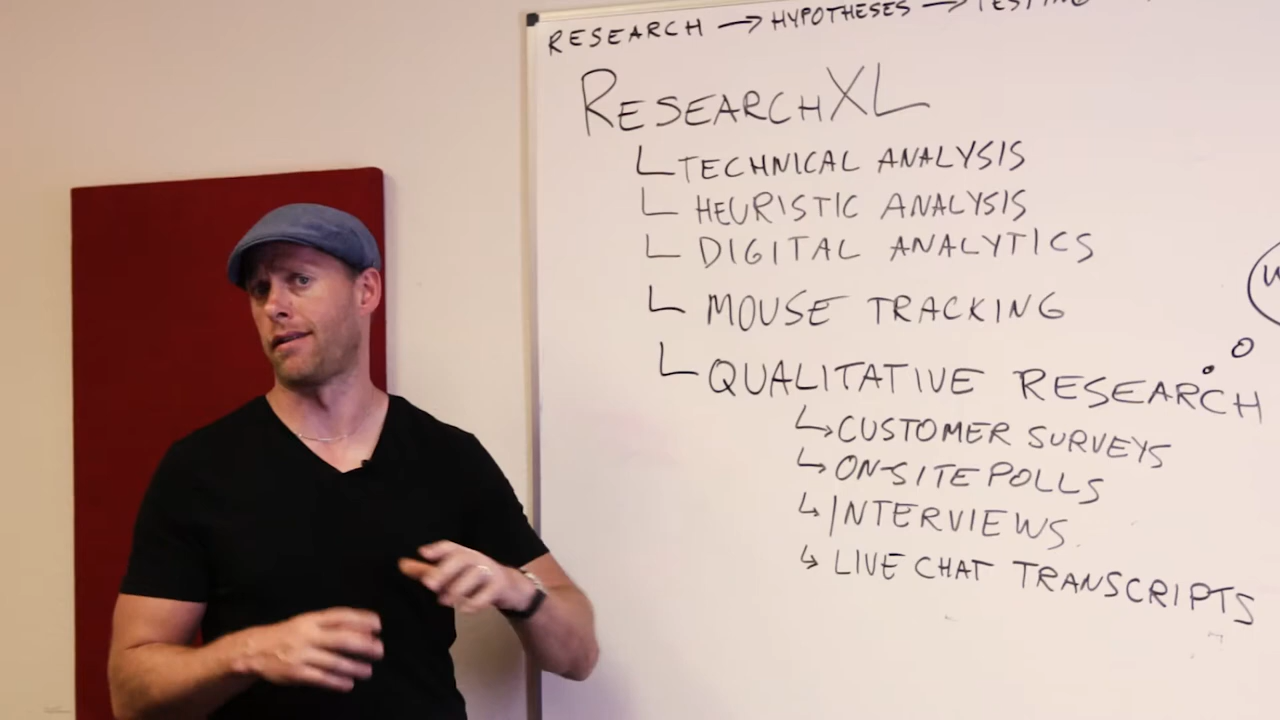 RESEARCH → HYPOTHESES → TESTING
RESEARCHXL
TECHNICAL ANALYSIS
HEURISTIC ANALYSIS
DIGITAL ANALYTICS
MOUSE TRACKING
QUALITATIVE RESEARCH
CUSTOMER SURVEYS
ON-SITE POLLS
INTERVIEWS
LIVE CHAT TRANSCRIPTS